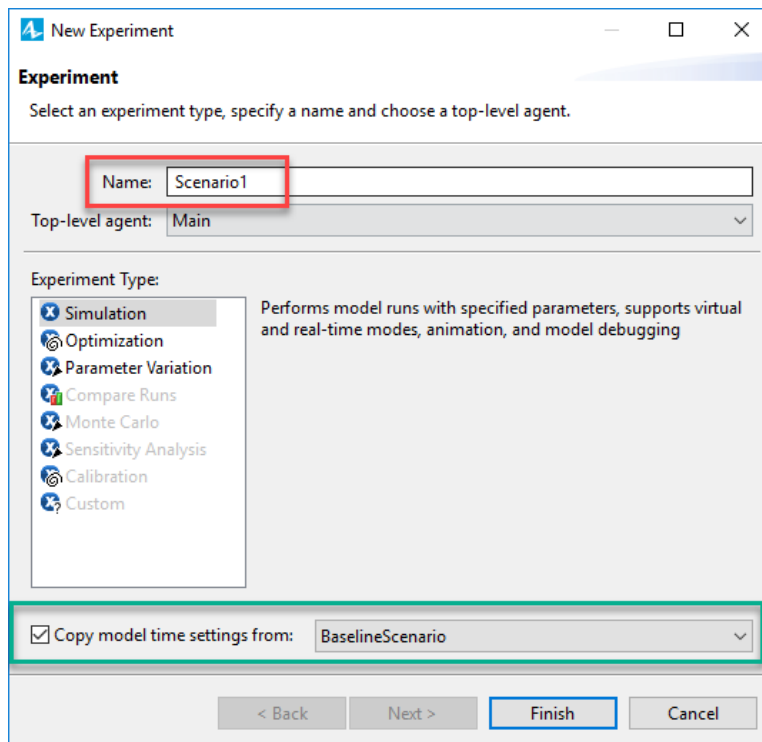 New Experiment
Experiment
Select an experiment type, specify a name and choose a top-level agent.
Name: Scenario1
Top-level agent: Main
Experiment Type:
Simulation
Optimization
Parameter Variation
Compare Runs
Monte Carlo
Sensitivity Analysis
Calibration
Custom
Performs model runs with specified parameters, supports virtual
and real-time modes, animation, and model debugging
Copy model time settings from: BaselineScenario
< Back Next > Finish Cancel